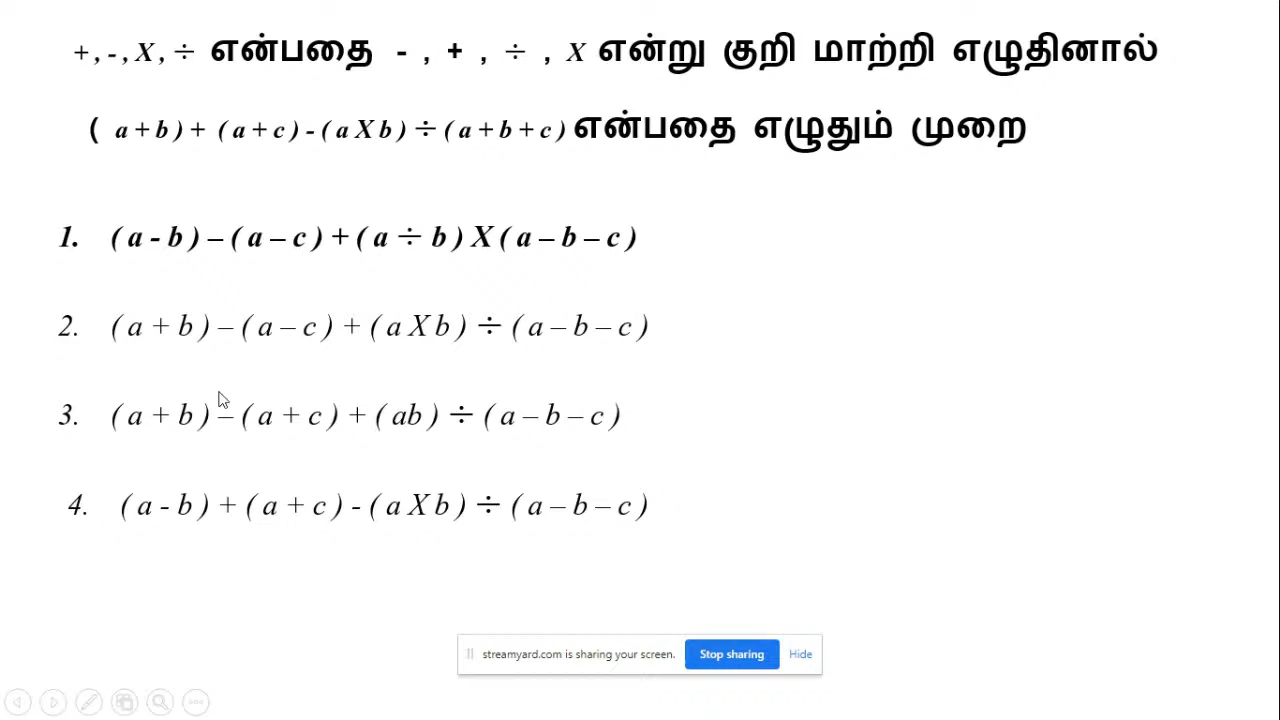 + , - , X , ÷ என்பதை - , + , ÷ , X என்று குறி மாற்றி எழுதினால்
( a + b ) + ( a + c ) - ( a X b ) ÷ ( a + b + c ) என்பதை எழுதும் முறை
1. ( a - b ) – ( a – c ) + ( a ÷ b ) X ( a – b – c )
2. ( a + b ) – ( a – c ) + ( a X b ) ÷ ( a – b – c )
3. ( a + b ) – ( a + c ) + ( ab ) ÷ ( a – b – c )
4. ( a - b ) + ( a + c ) - ( a X b ) ÷ ( a – b – c )
streamyard.com is sharing your screen. Stop sharing Hide